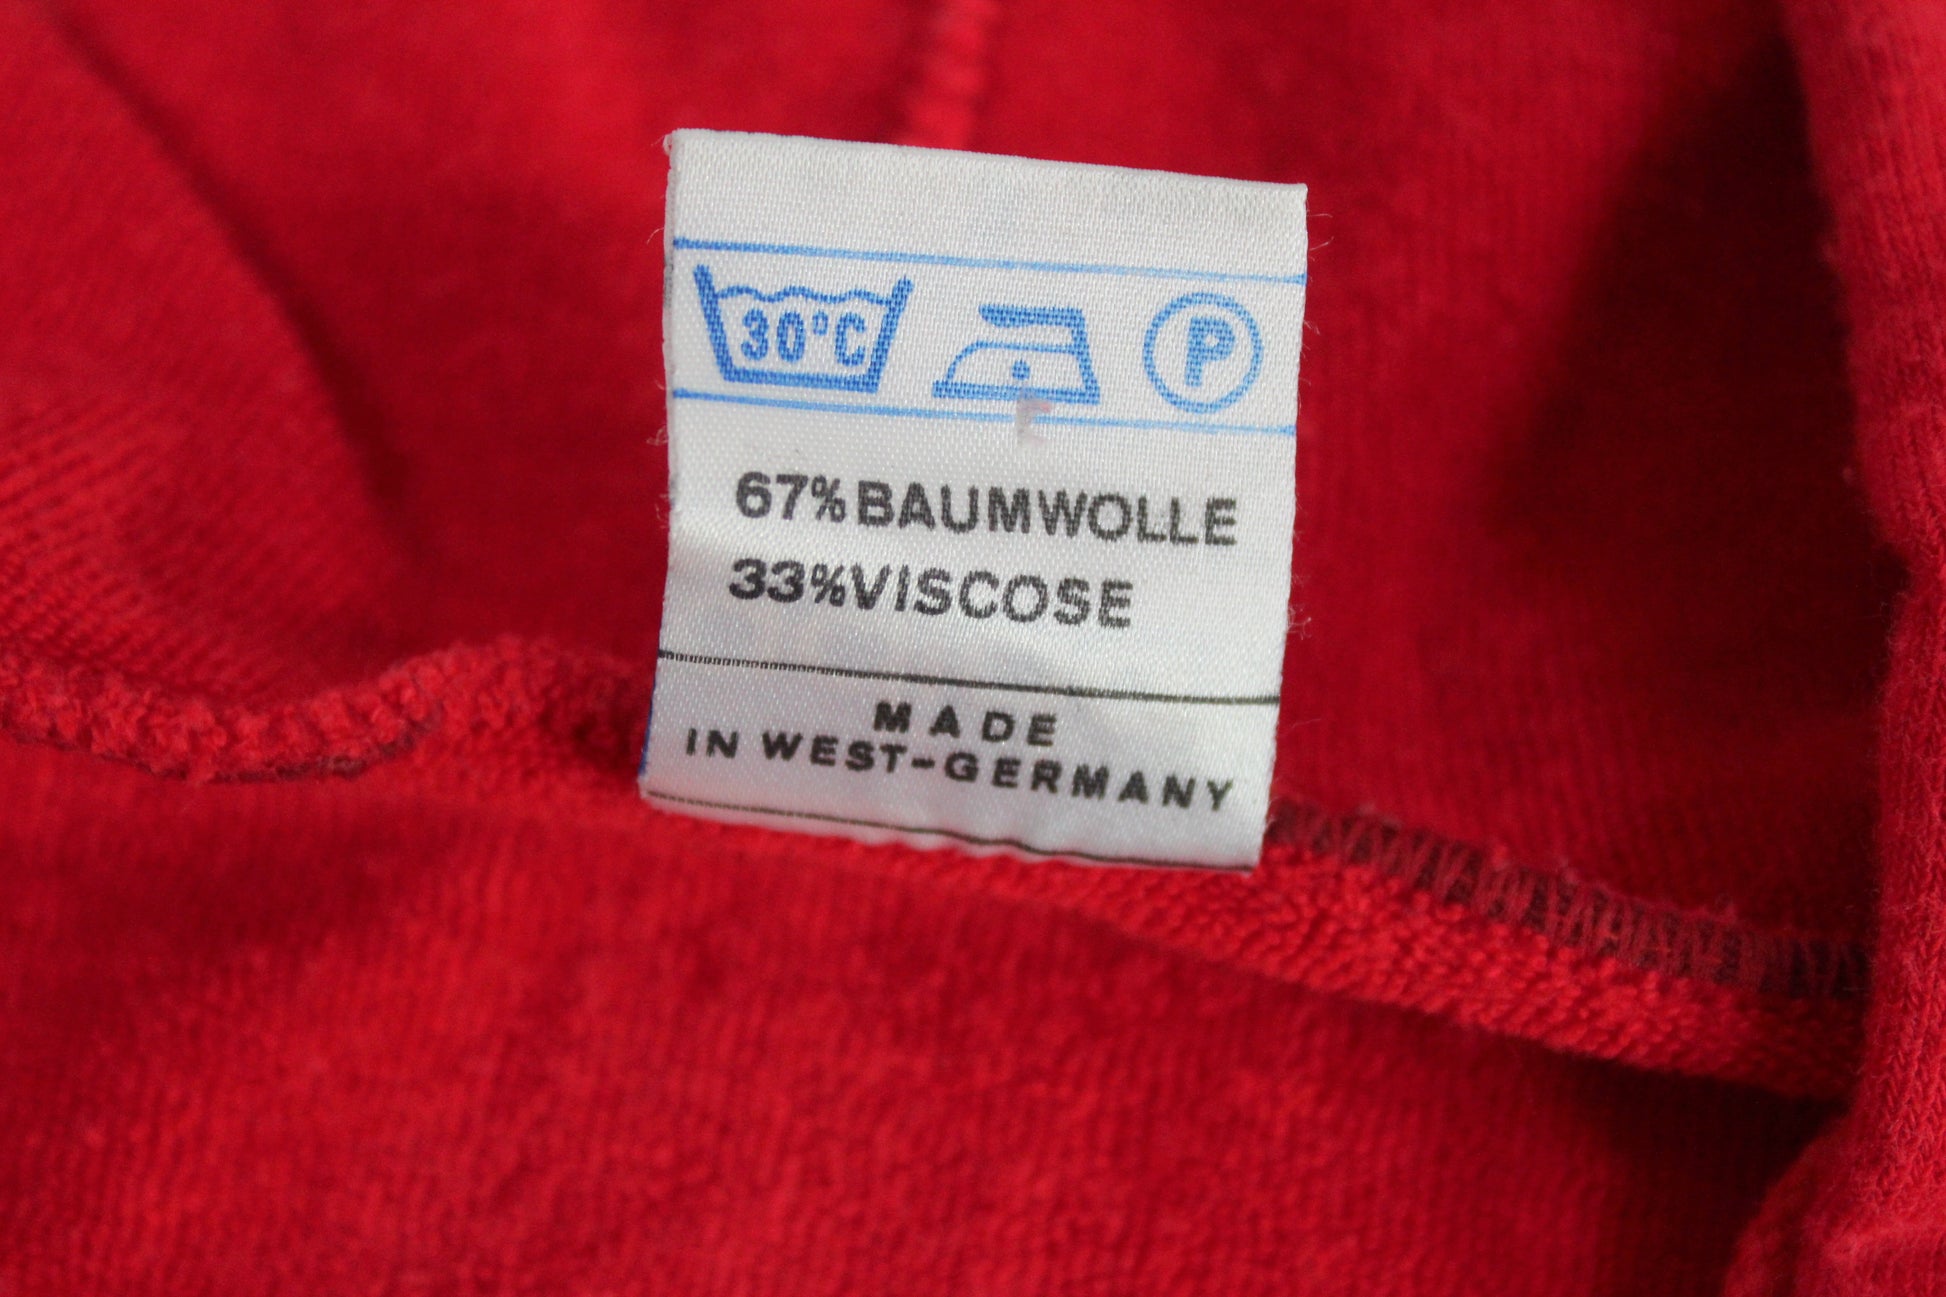 30°C P
67% BAUMWOLLE
33% VISCOSE
MADE
IN WEST-GERMANY